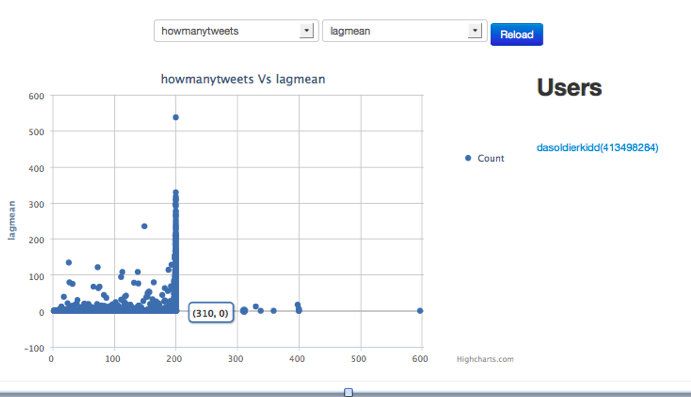 howmanytweets
lagmean
Reload
howmanytweets Vs lagmean
Users
600
500
400
300
200
100
0
-100
lagmean
0
100
200
300
400
500
600
(310, 0)
Count
dasoldierkidd(413498284)
Highcharts.com